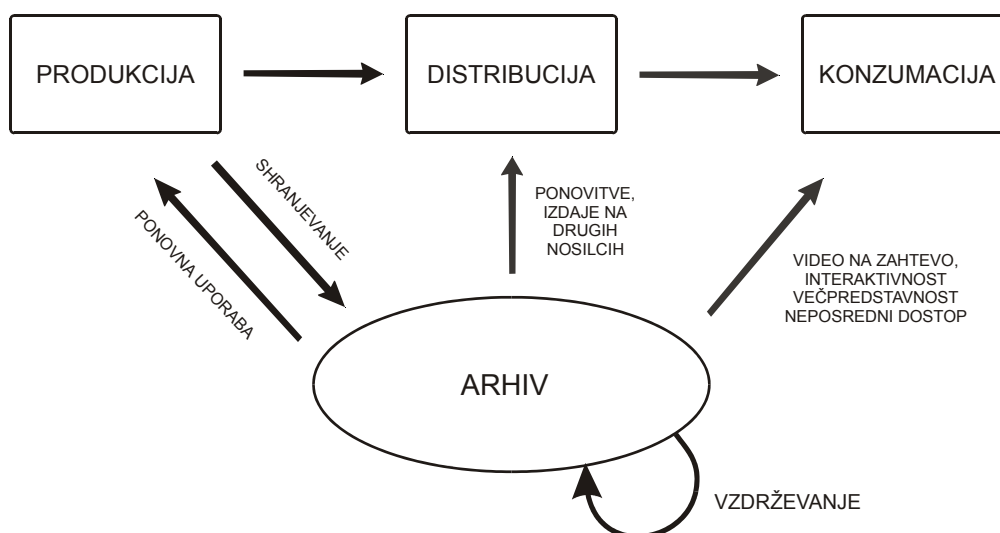 PRODUKCIJA
DISTRIBUCIJA
KONZUMACIJA
SHRANJEVANJE
PONOVNA UPORABA
PONOVITVE,
IZDAJE NA
DRUGIH
NOSILCIH
VIDEO NA ZAHTEVO,
INTERAKTIVNOST
VEČPREDSTAVNOST
NEPOSREDNI DOSTOP
ARHIV
VZDRŽEVANJE